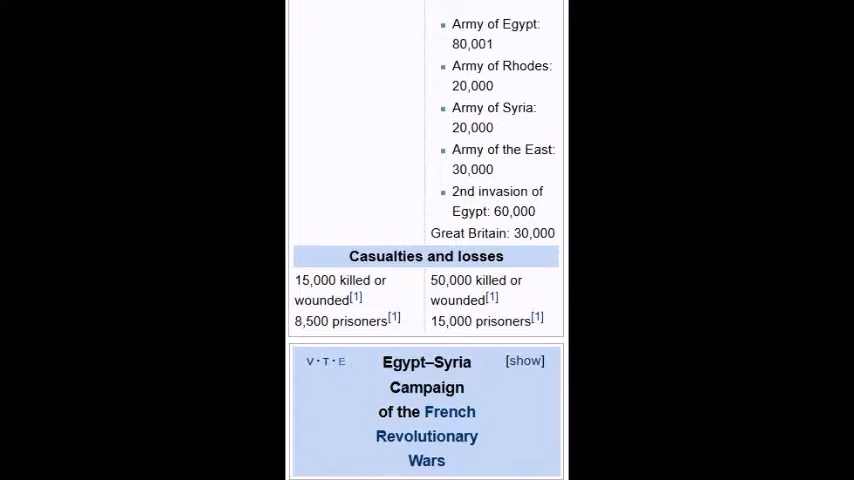 Army of Egypt:
80,001
Army of Rhodes:
20,000
Army of Syria:
20,000
Army of the East:
30,000
2nd invasion of
Egypt: 60,000
Great Britain: 30,000
Casualties and losses
15,000 killed or
wounded[1]
8,500 prisoners[1]
50,000 killed or
wounded[1]
15,000 prisoners[1]
V·T·E
Egypt–Syria
Campaign
of the French
Revolutionary
Wars
[show]